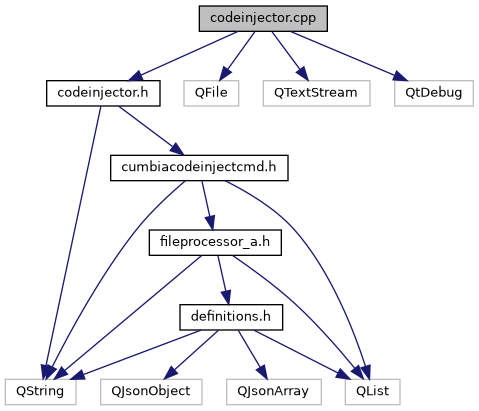 codeinjector.cpp
codeinjector.h
QFile
QTextStream
QtDebug
cumbiacodeinjectcmd.h
fileprocessor_a.h
definitions.h
QString
QJsonObject
QJsonArray
QList